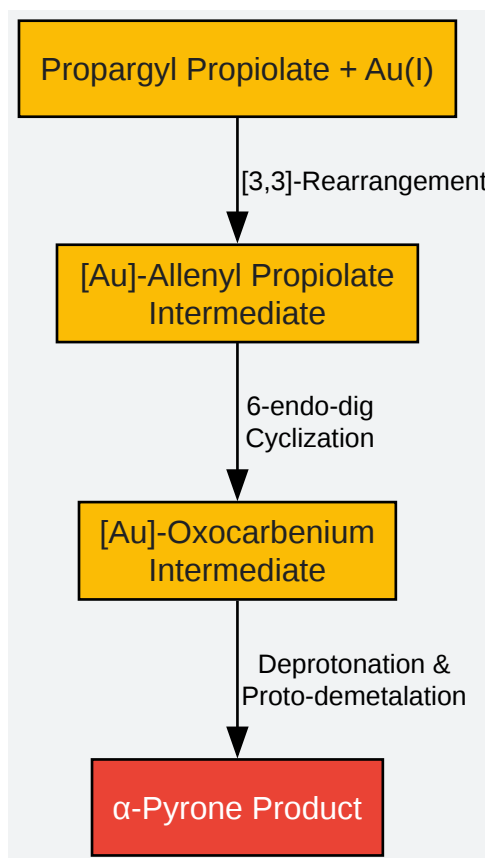 Propargyl Propiolate + Au(I)
[3,3]-Rearrangement
[Au]-Allenyl Propiolate
Intermediate
6-endo-dig
Cyclization
[Au]-Oxocarbenium
Intermediate
Deprotonation &
Proto-demetalation
α-Pyrone Product